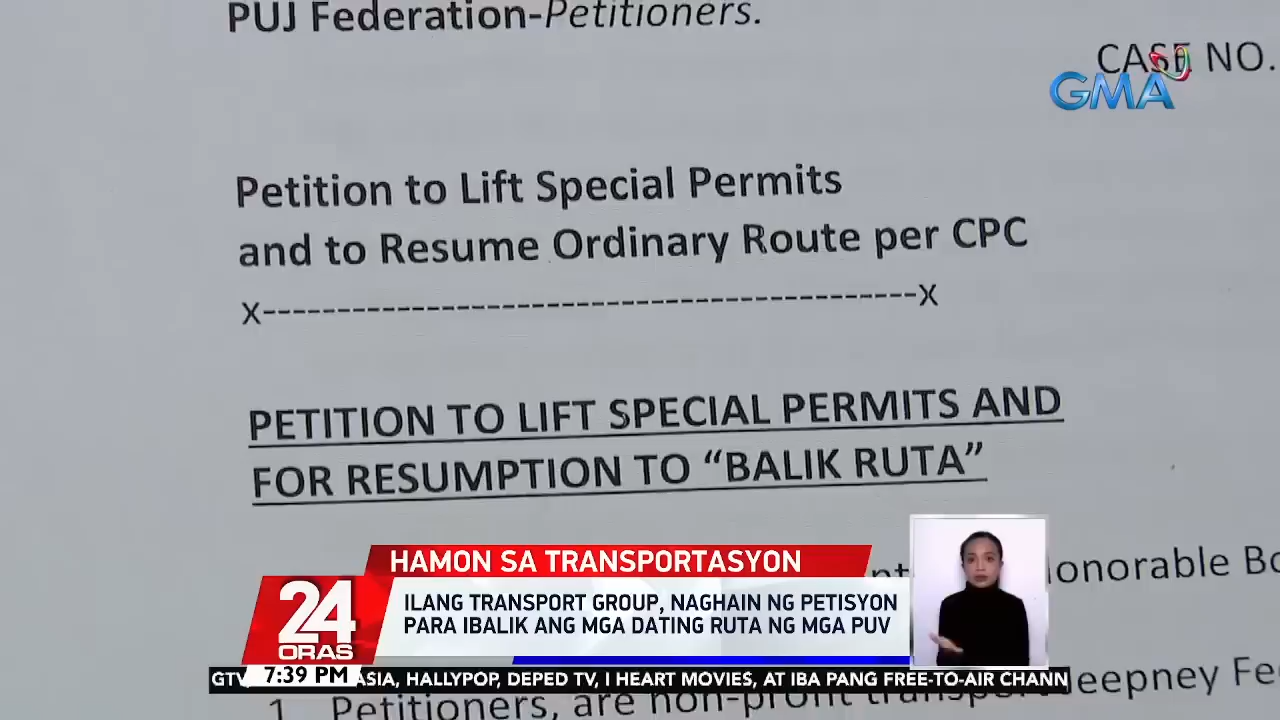 PUJ Federation-Petitioners.
CASE NO.
GMA
Petition to Lift Special Permits
and to Resume Ordinary Route per CPC
x--------------------------------------------x
PETITION TO LIFT SPECIAL PERMITS AND
FOR RESUMPTION TO “BALIK RUTA”
HAMON SA TRANSPORTASYON
24
ORAS
ILANG TRANSPORT GROUP, NAGHAIN NG PETISYON
PARA IBALIK ANG MGA DATING RUTA NG MGA PUV
7:39 PM
GTV, ASIA, HALLYPOP, DEPED TV, I HEART MOVIES, AT IBA PANG FREE-TO-AIR CHANN
1. Petitioners, are non-profit transport Jeepney Fe